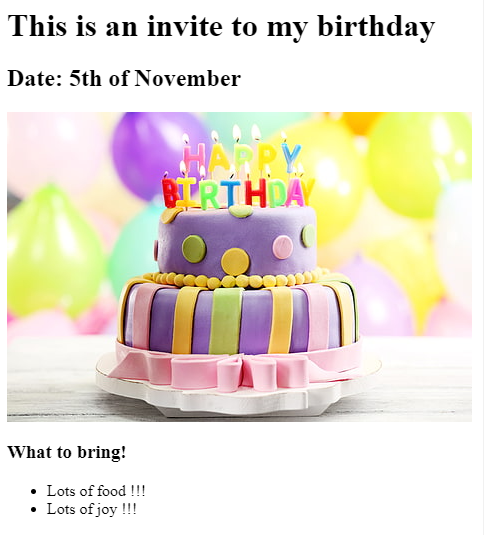 This is an invite to my birthday
Date: 5th of November
HAPPY
BIRTHDAY
What to bring!
Lots of food !!!
Lots of joy !!!